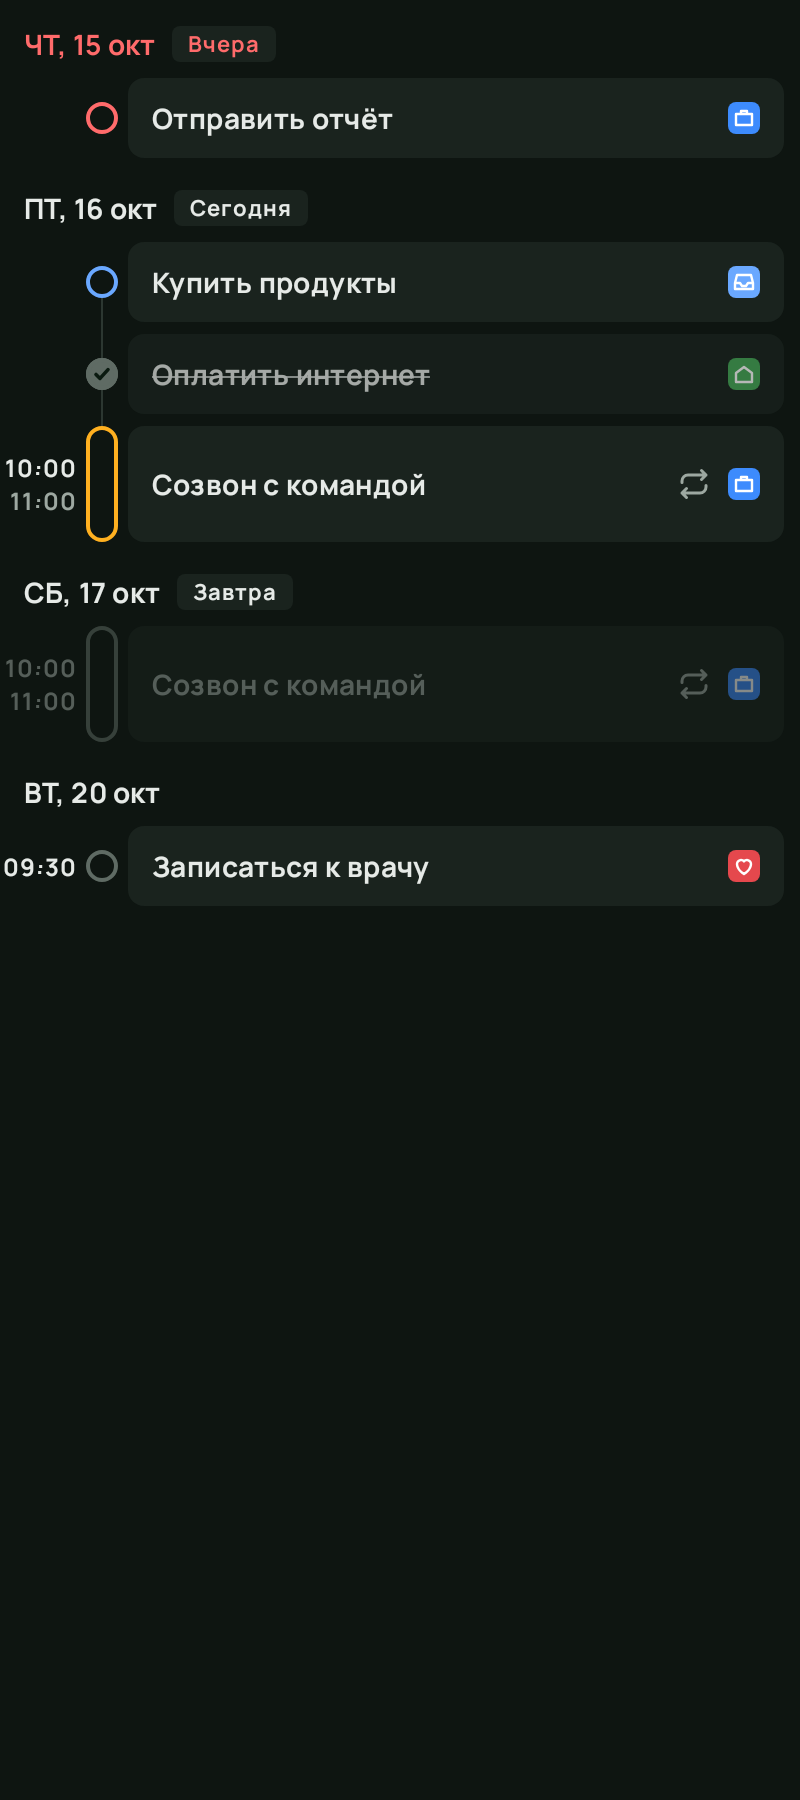 ЧТ, 15 окт Вчера
Отправить отчёт
ПТ, 16 окт Сегодня
Купить продукты
Оплатить интернет
10:00
11:00
Созвон с командой
СБ, 17 окт Завтра
10:00
11:00
Созвон с командой
ВТ, 20 окт
09:30 Записаться к врачу